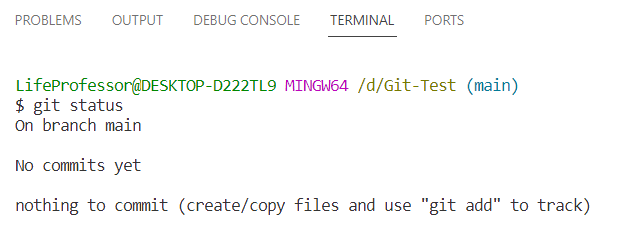 PROBLEMS OUTPUT DEBUG CONSOLE TERMINAL PORTS
LifeProfessor@DESKTOP-D222TL9 MINGW64 /d/Git-Test (main)
$ git status
On branch main
No commits yet
nothing to commit (create/copy files and use "git add" to track)